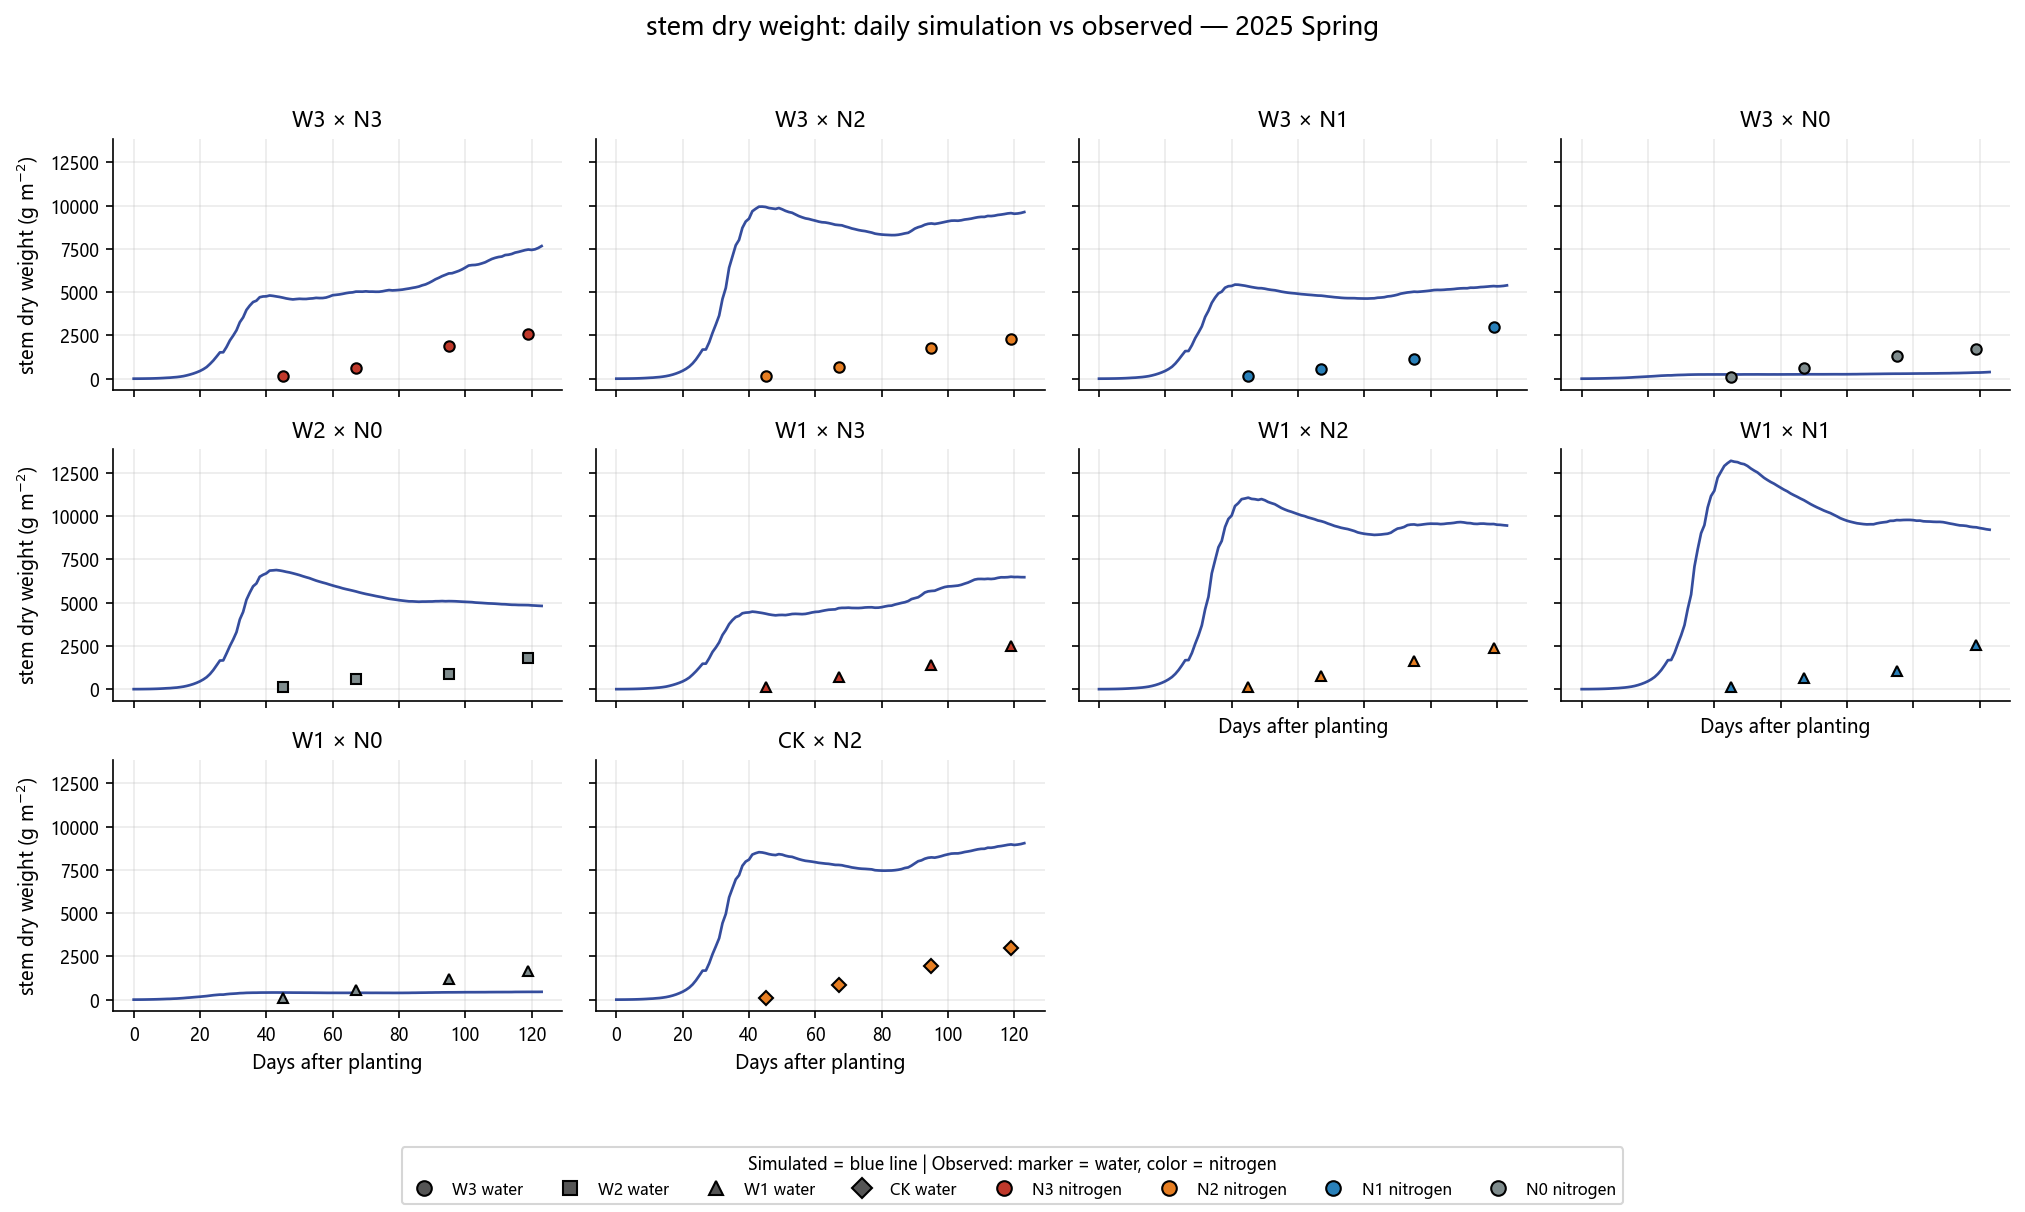 stem dry weight: daily simulation vs observed — 2025 Spring
W3 × N3
W3 × N2
W3 × N1
W3 × N0
stem dry weight (g m⁻²)
12500
10000
7500
5000
2500
0
W2 × N0
W1 × N3
W1 × N2
W1 × N1
stem dry weight (g m⁻²)
12500
10000
7500
5000
2500
0
Days after planting
Days after planting
W1 × N0
CK × N2
stem dry weight (g m⁻²)
12500
10000
7500
5000
2500
0
0 20 40 60 80 100 120
0 20 40 60 80 100 120
Days after planting
Days after planting
Simulated = blue line | Observed: marker = water, color = nitrogen
W3 water W2 water W1 water CK water N3 nitrogen N2 nitrogen N1 nitrogen N0 nitrogen